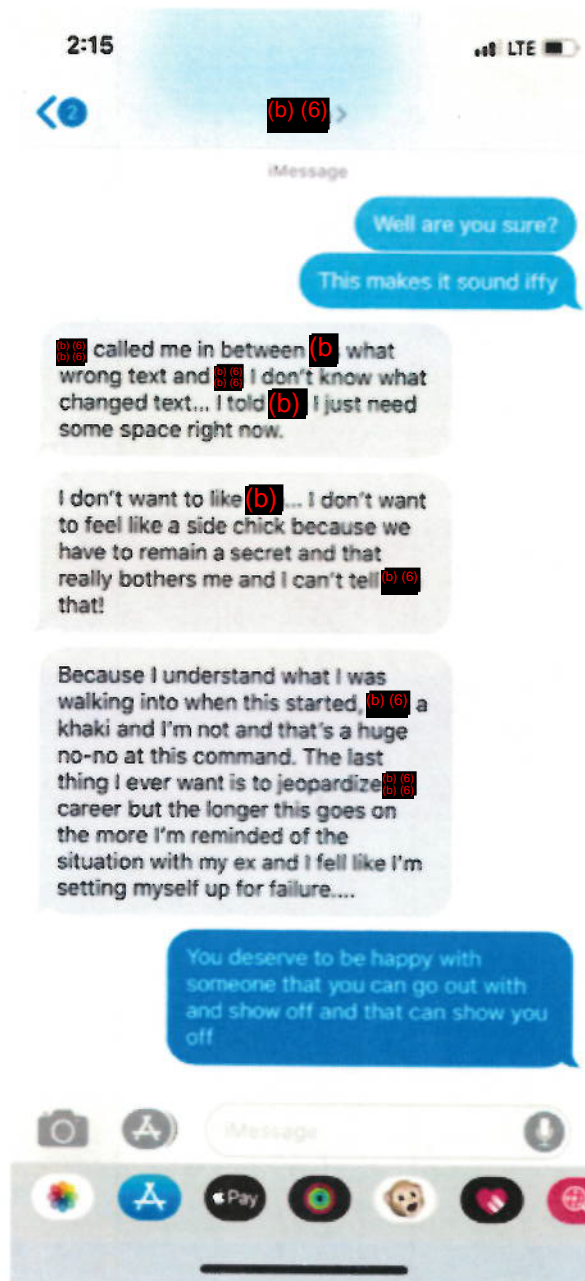 2:15
LTE
2
(b) (6)
iMessage
Well are you sure?
This makes it sound iffy
(b) (6)
(b) (6) called me in between (b what
wrong text and (b) (6)
(b) (6) I don't know what
changed text... I told (b) I just need
some space right now.
I don't want to like (b) ... I don't want
to feel like a side chick because we
have to remain a secret and that
really bothers me and I can't tell (b) (6)
that!
Because I understand what I was
walking into when this started, (b) (6) a
khaki and I'm not and that's a huge
no-no at this command. The last
thing I ever want is to jeopardize (b) (6)
(b) (6)
career but the longer this goes on
the more I'm reminded of the
situation with my ex and I fell like I'm
setting myself up for failure....
You deserve to be happy with
someone that you can go out with
and show off and that can show you
off
iMessage
Pay